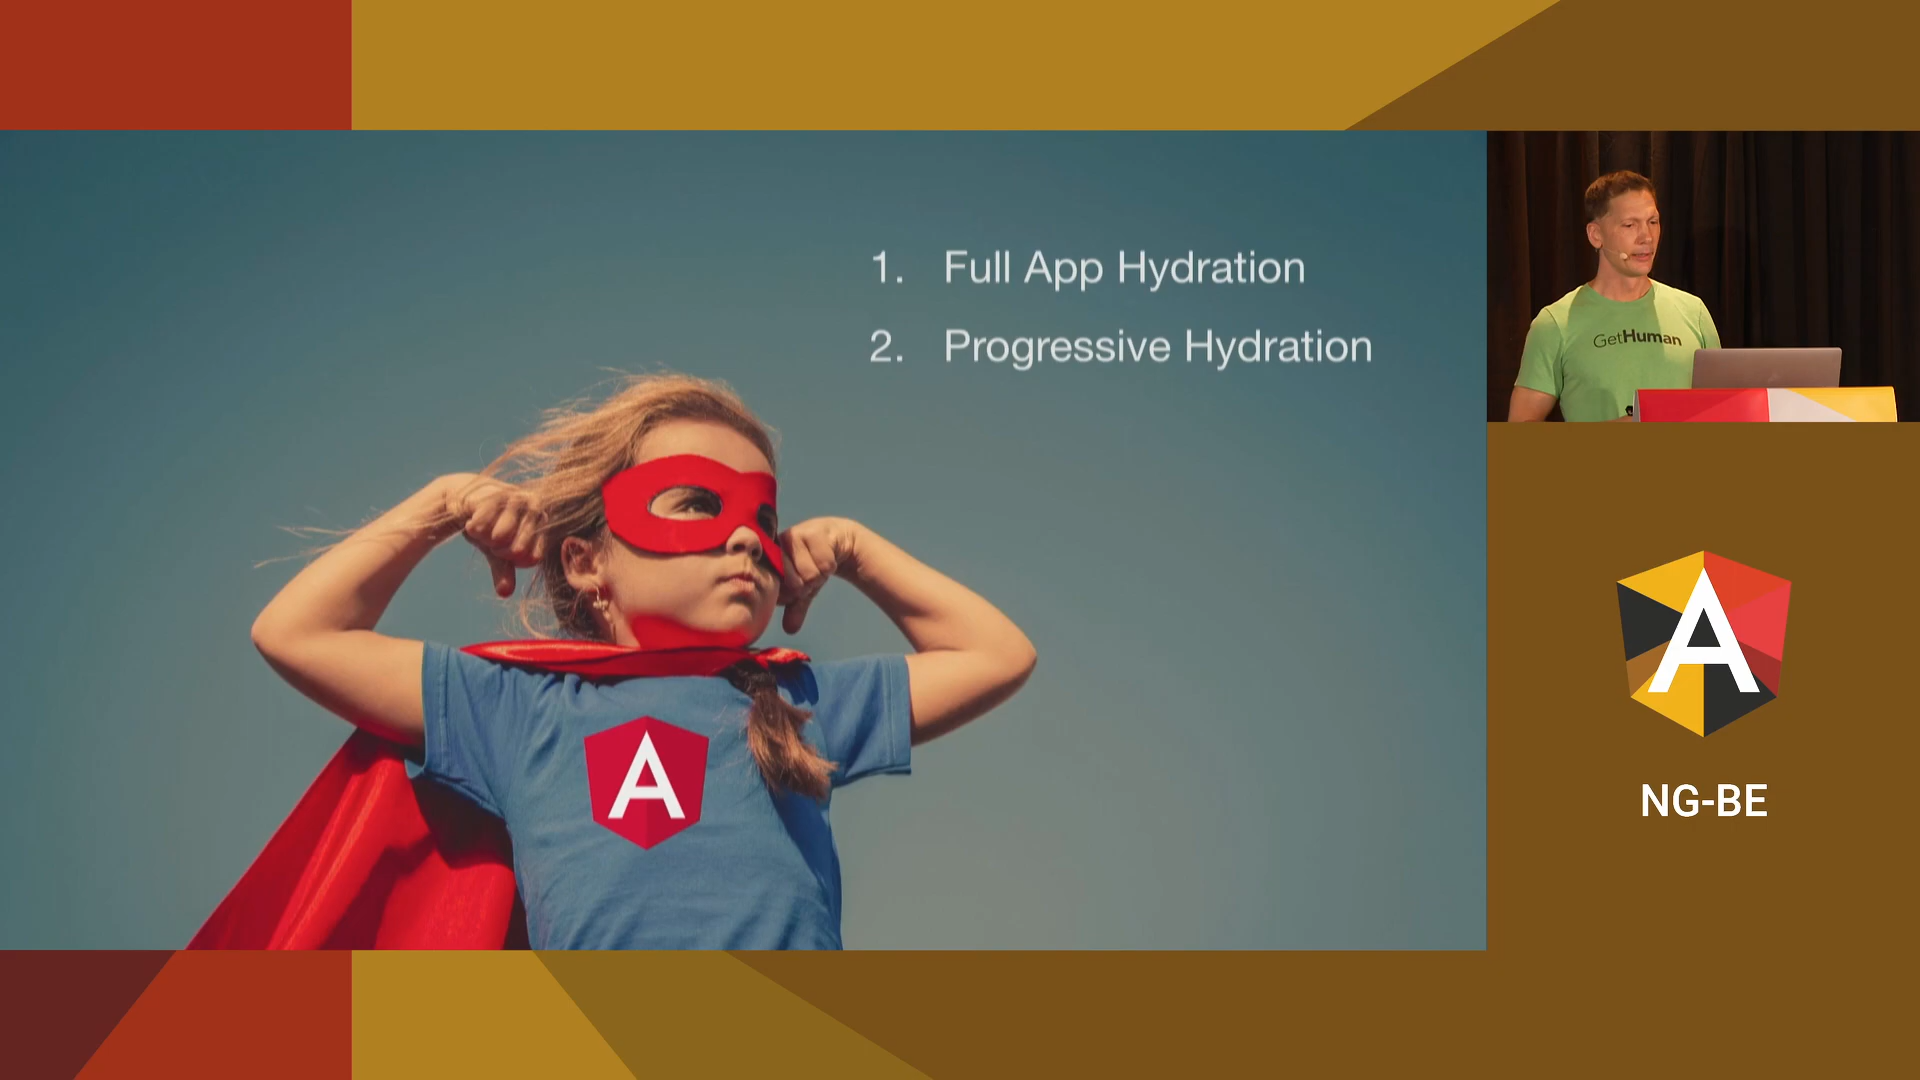 1. Full App Hydration
2. Progressive Hydration
GetHuman
A
A
NG-BE